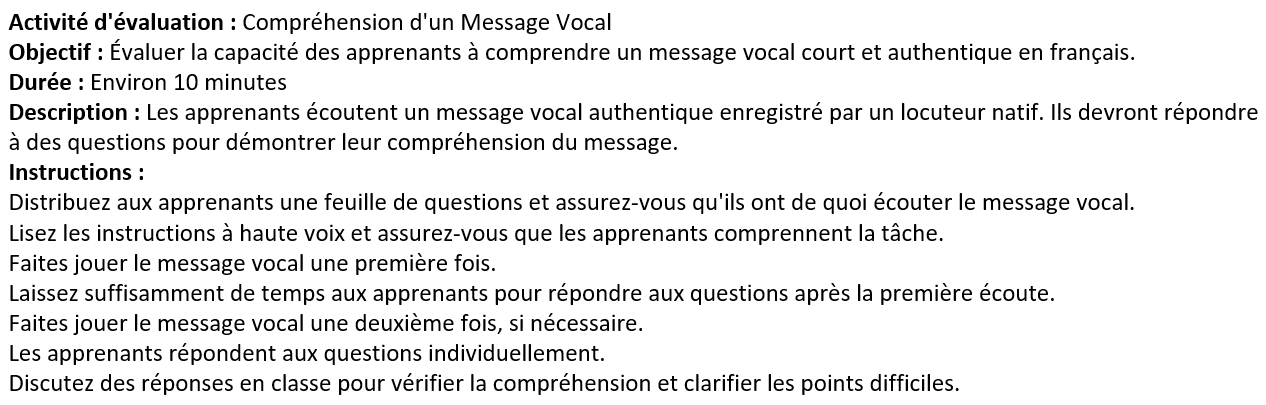 Activité d'évaluation : Compréhension d'un Message Vocal
Objectif : Évaluer la capacité des apprenants à comprendre un message vocal court et authentique en français.
Durée : Environ 10 minutes
Description : Les apprenants écoutent un message vocal authentique enregistré par un locuteur natif. Ils devront répondre
à des questions pour démontrer leur compréhension du message.
Instructions :
Distribuez aux apprenants une feuille de questions et assurez-vous qu'ils ont de quoi écouter le message vocal.
Lisez les instructions à haute voix et assurez-vous que les apprenants comprennent la tâche.
Faites jouer le message vocal une première fois.
Laissez suffisamment de temps aux apprenants pour répondre aux questions après la première écoute.
Faites jouer le message vocal une deuxième fois, si nécessaire.
Les apprenants répondent aux questions individuellement.
Discutez des réponses en classe pour vérifier la compréhension et clarifier les points difficiles.